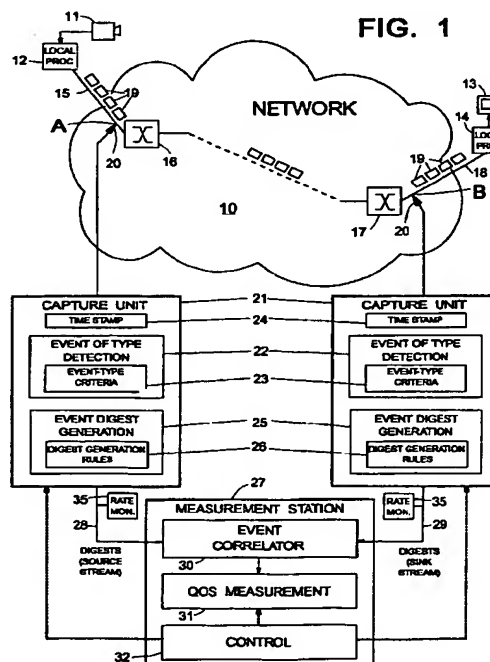 FIG. 1
11
12
LOCAL
PROC
15
19
A
20
16
NETWORK
10
13
14
LOCAL
19
18
17
20
B
CAPTURE UNIT
TIME STAMP
EVENT OF TYPE
DETECTION
EVENT-TYPE
CRITERIA
EVENT DIGEST
GENERATION
DIGEST GENERATION
RULES
21
24
22
23
25
26
27
CAPTURE UNIT
TIME STAMP
EVENT OF TYPE
DETECTION
EVENT-TYPE
CRITERIA
EVENT DIGEST
GENERATION
DIGEST GENERATION
RULES
35
RATE
MON.
28
DIGESTS
(SOURCE
STREAM)
MEASUREMENT STATION
EVENT
CORRELATOR
30
QOS MEASUREMENT
31
CONTROL
32
RATE
MON.
35
29
DIGESTS
(SINK
STREAM)